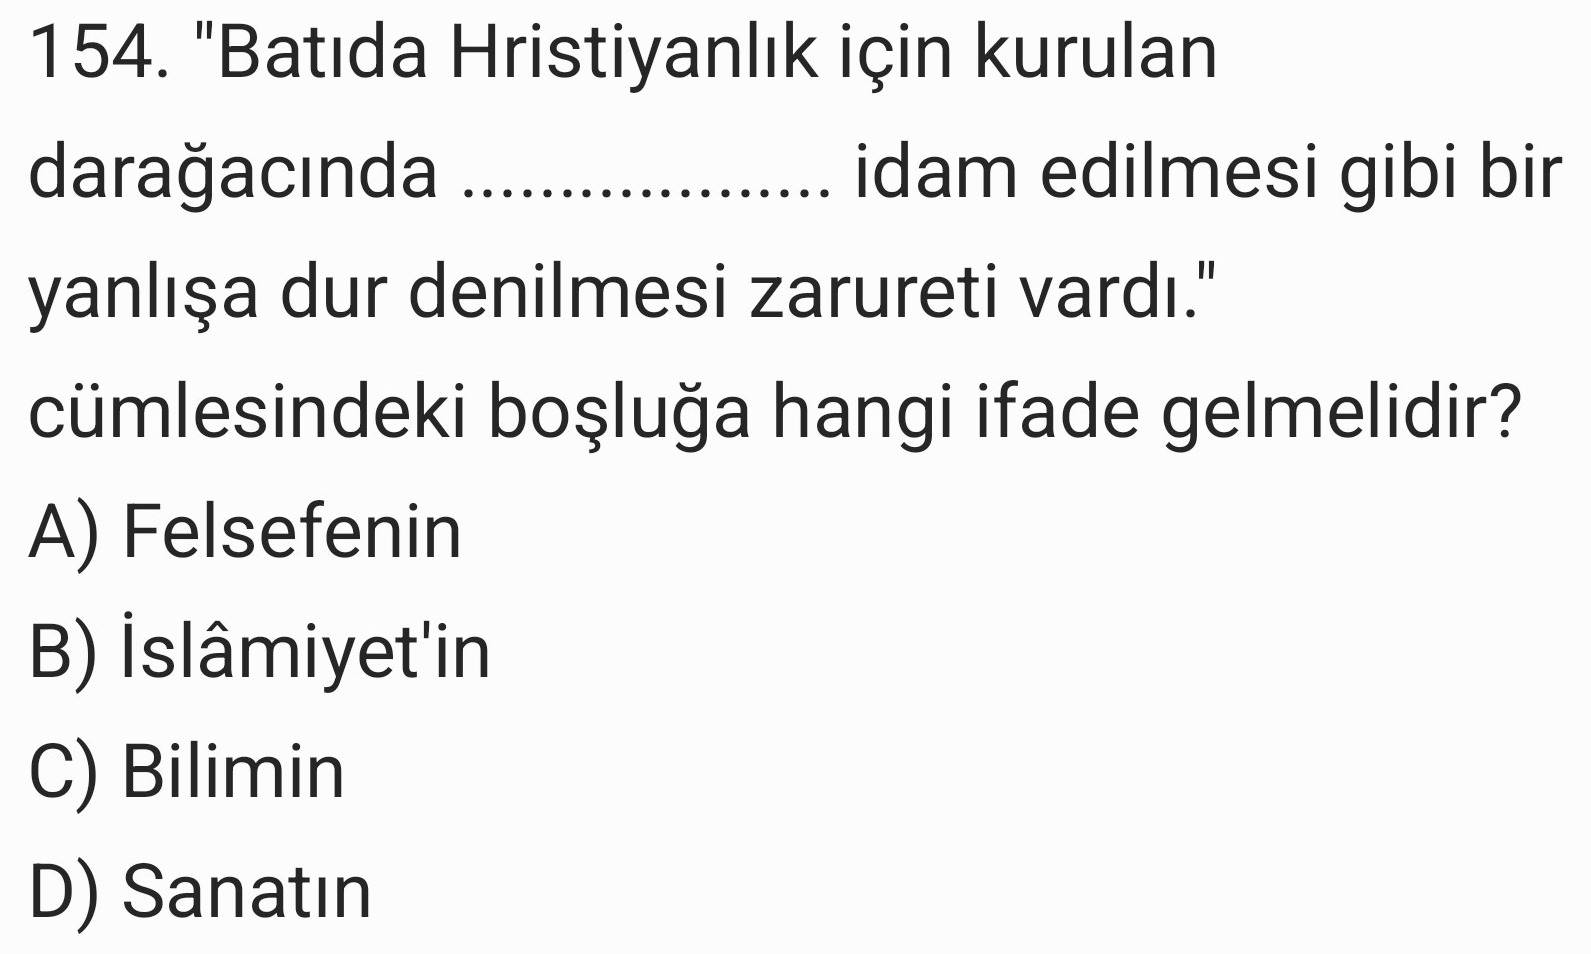 154. "Batıda Hristiyanlık için kurulan
darağacında ................... idam edilmesi gibi bir
yanlışa dur denilmesi zarureti vardı."
cümlesindeki boşluğa hangi ifade gelmelidir?
A) Felsefenin
B) İslâmiyet'in
C) Bilimin
D) Sanatın